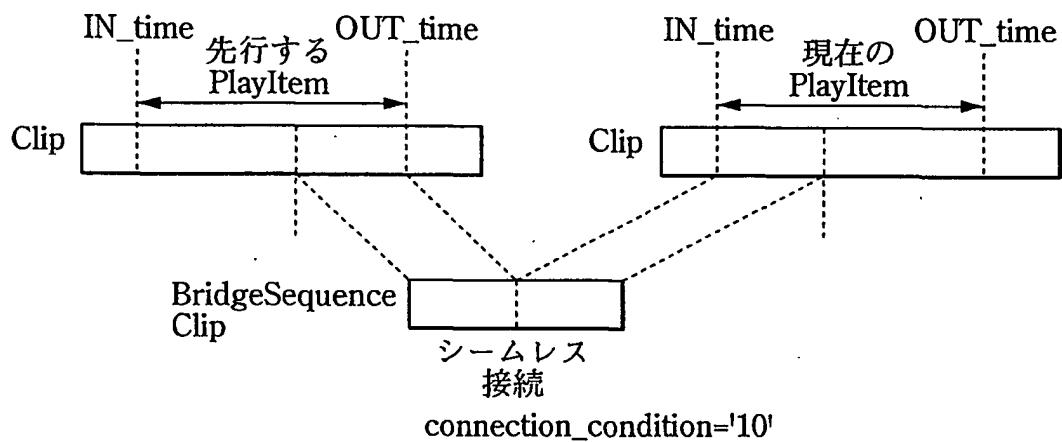 IN_time
OUT_time
先行する
PlayItem
Clip
IN_time
OUT_time
現在の
PlayItem
Clip
BridgeSequence
Clip
シームレス
接続
connection_condition='10'